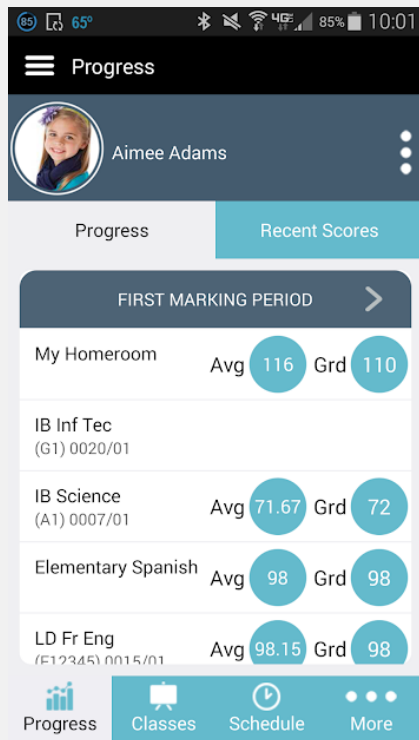 85 65° 4G 85% 10:01
Progress
Aimee Adams
Progress Recent Scores
FIRST MARKING PERIOD
My Homeroom Avg 116 Grd 110
IB Inf Tec
(G1) 0020/01
IB Science
(A1) 0007/01 Avg 71.67 Grd 72
Elementary Spanish Avg 98 Grd 98
LD Fr Eng
(E12345) 0015/01 Avg 98.15 Grd 98
Progress Classes Schedule More